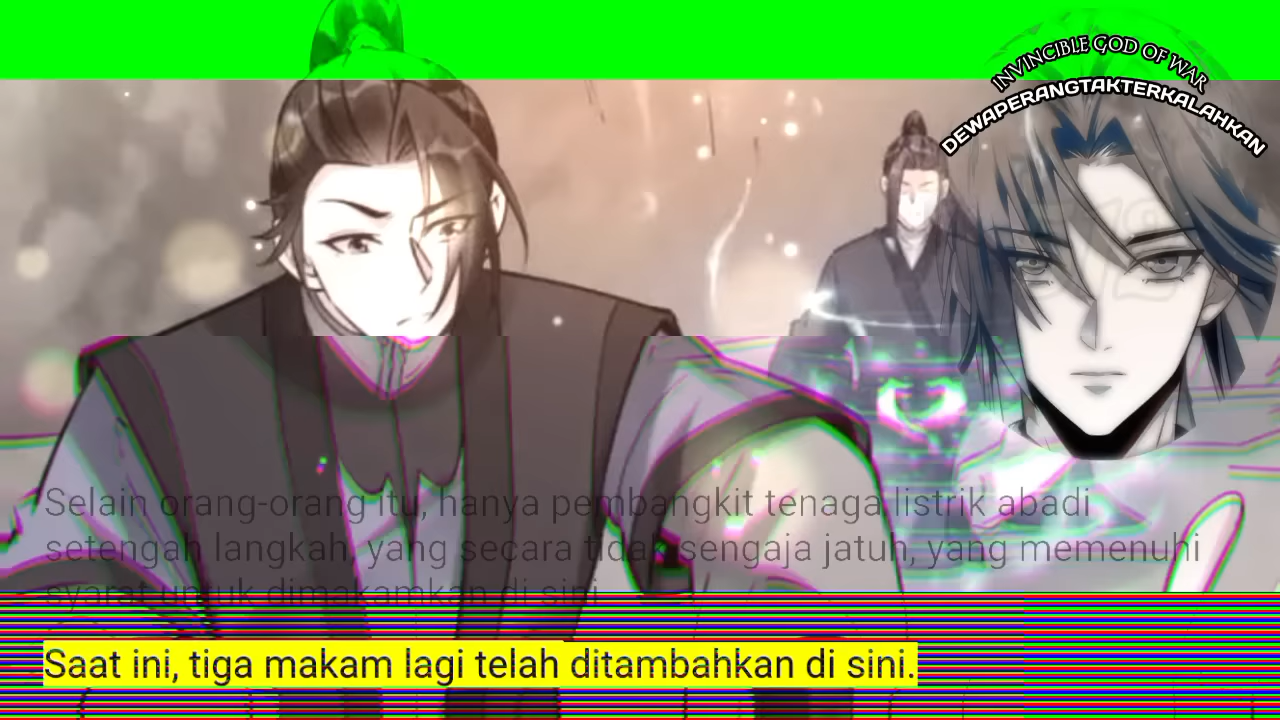 INVINCIBLE GOD OF WAR
DEWAPERANGTAKTERKALAHKAN
Selain orang-orang itu, hanya pembangkit tenaga listrik abadi
setengah langkah, yang secara tidak sengaja jatuh, yang memenuhi
syarat untuk dimakamkan di sini.
Saat ini, tiga makam lagi telah ditambahkan di sini.